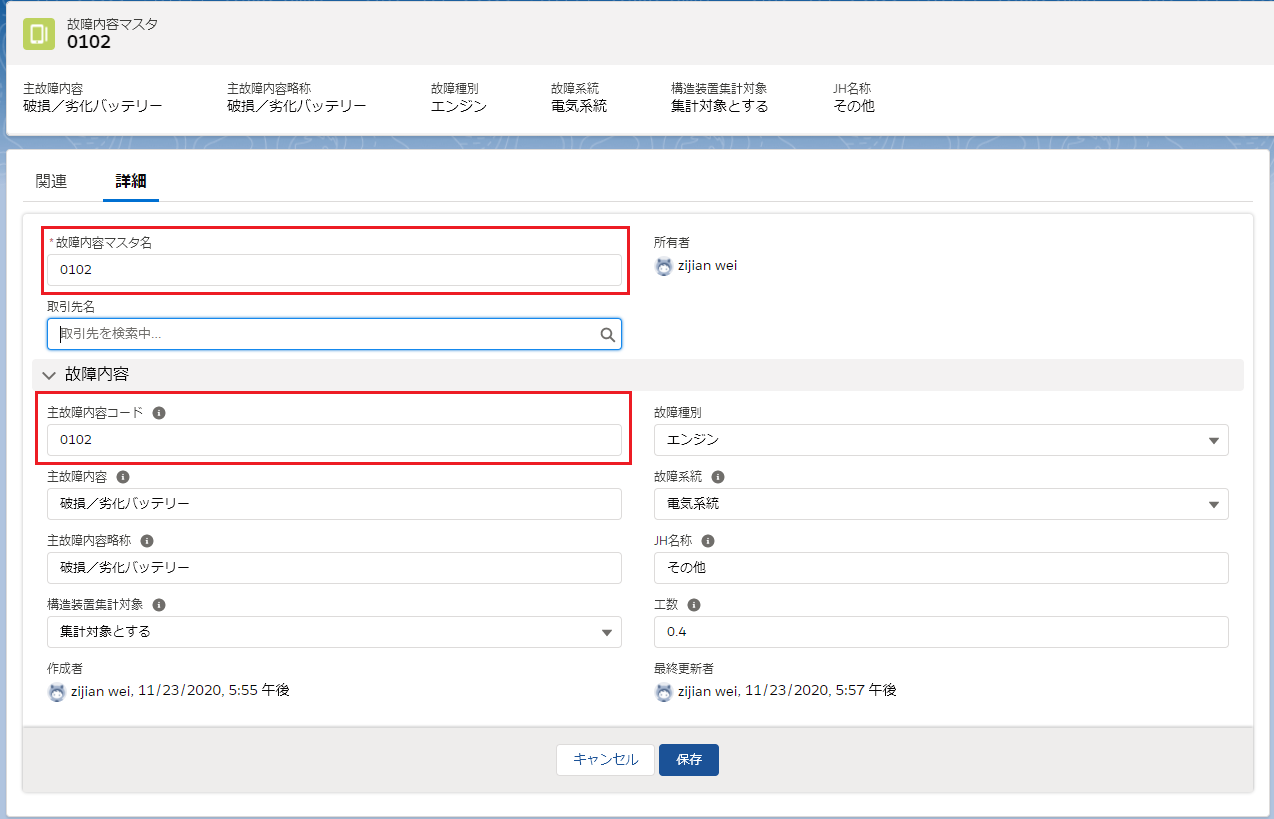 故障内容マスタ
0102
主故障内容 主故障内容略称 故障種別 故障系統 構造装置集計対象 JH名称
破損／劣化バッテリー 破損／劣化バッテリー エンジン 電気系統 集計対象とする その他
関連 詳細
*故障内容マスタ名 所有者
0102 zijian wei
取引先名
取引先を検索中...
故障内容
主故障内容コード 故障種別
0102 エンジン
主故障内容 故障系統
破損／劣化バッテリー 電気系統
主故障内容略称 JH名称
破損／劣化バッテリー その他
構造装置集計対象 工数
集計対象とする 0.4
作成者 最終更新者
zijian wei, 11/23/2020, 5:55 午後 zijian wei, 11/23/2020, 5:57 午後
キャンセル 保存